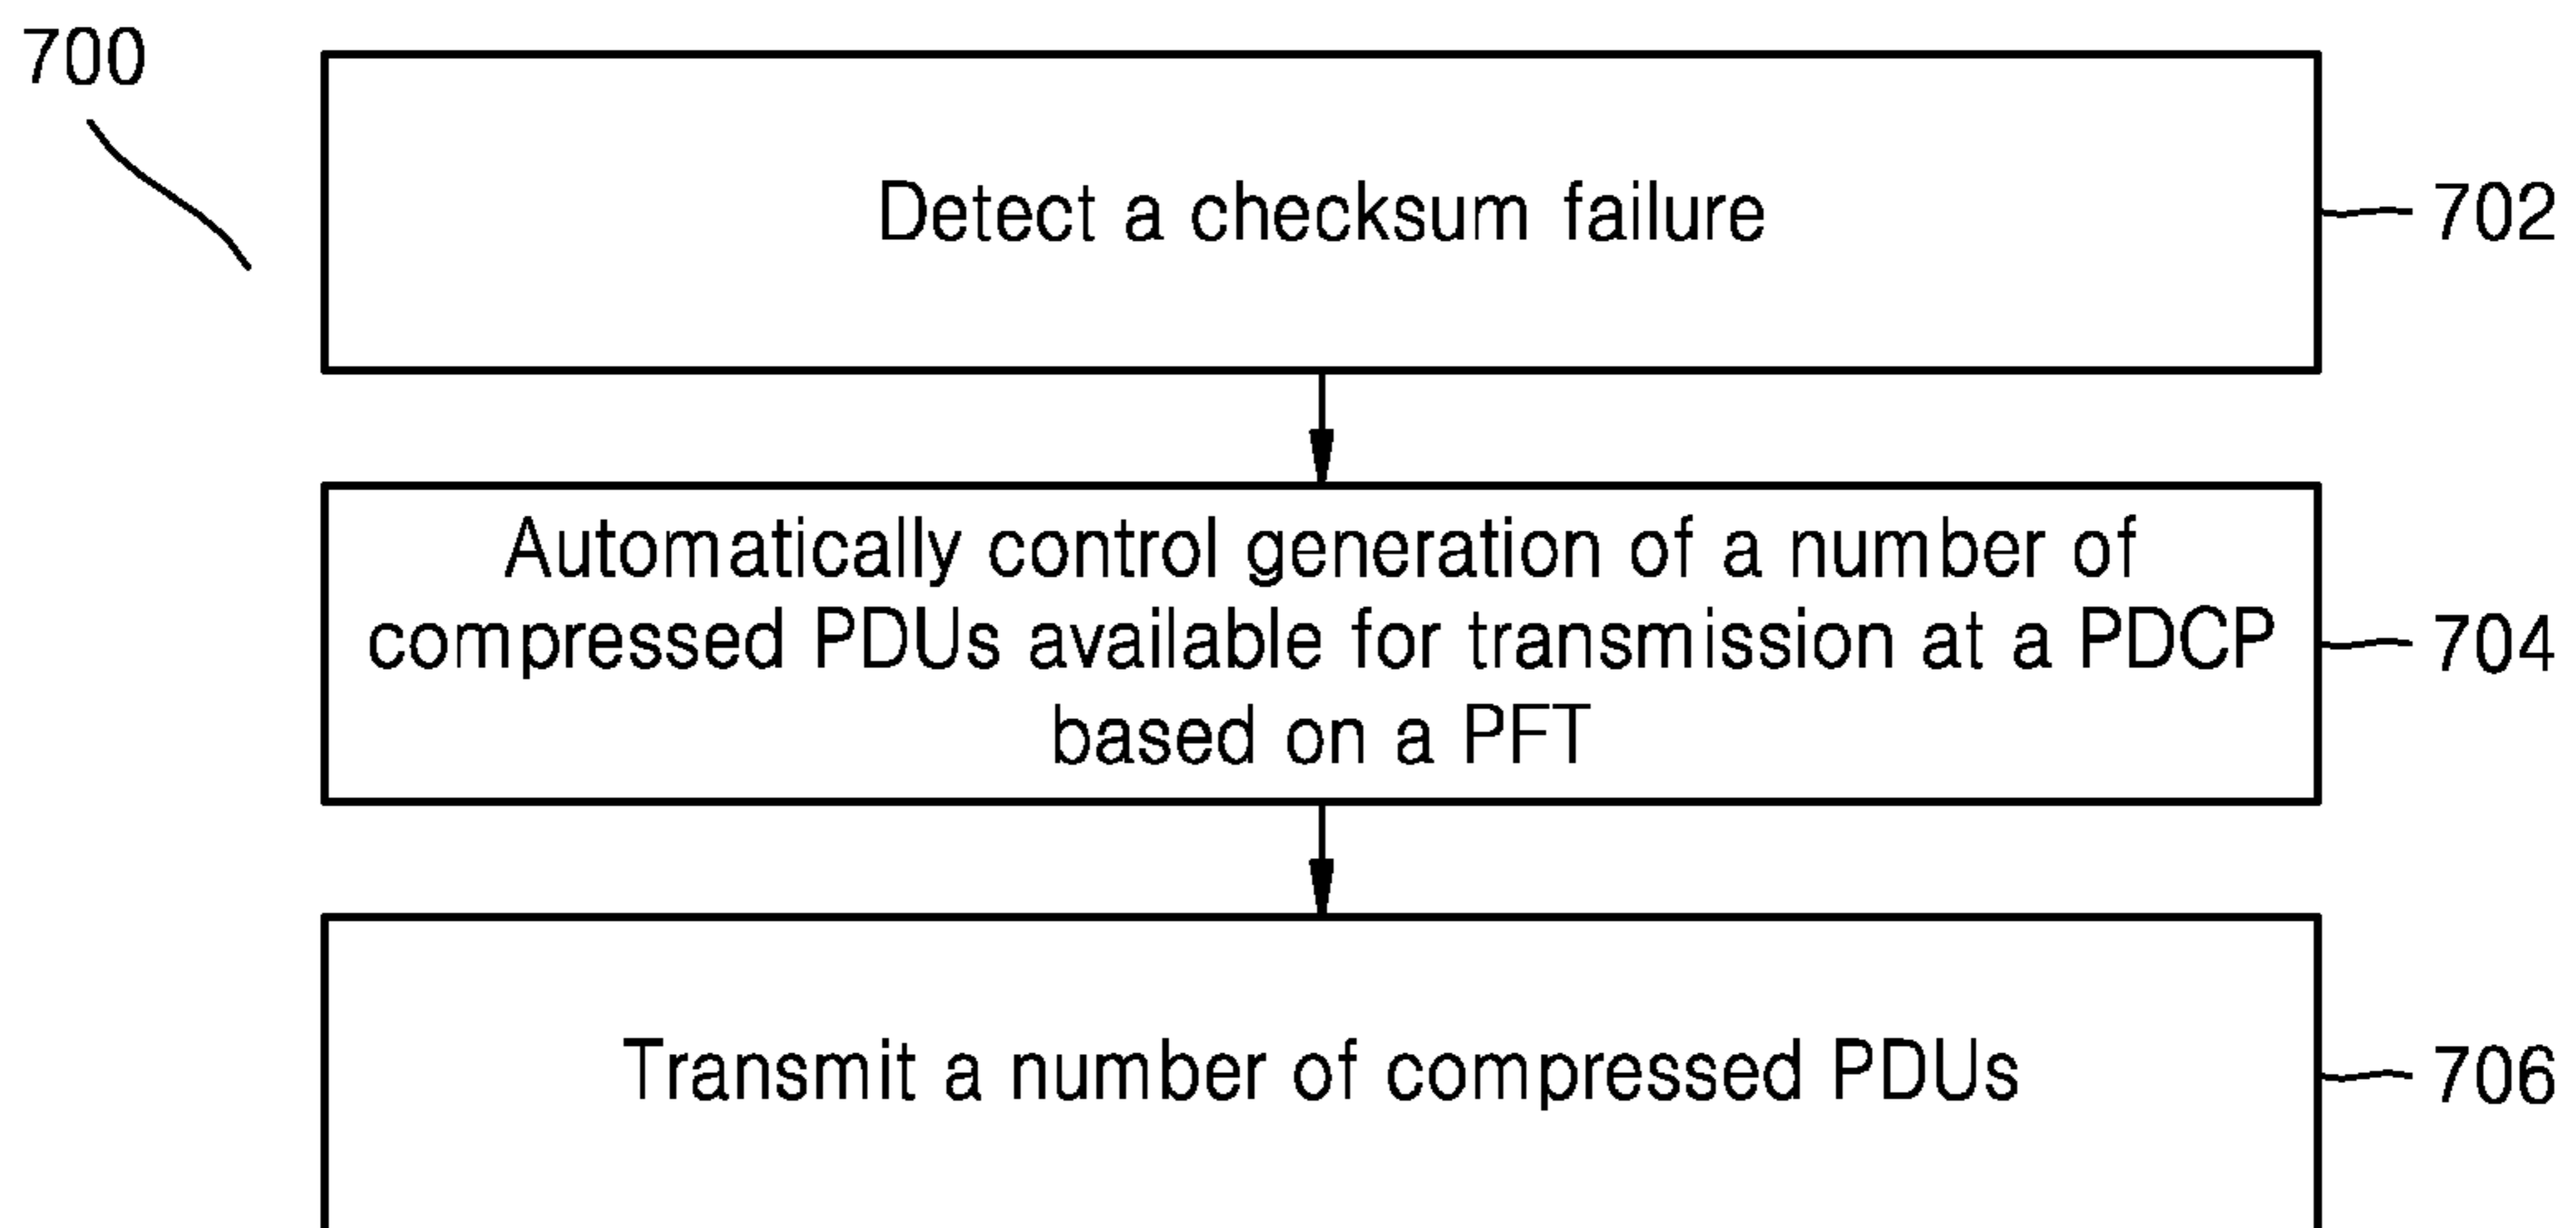 700
Detect a checksum failure
702
Automatically control generation of a number of
compressed PDUs available for transmission at a PDCP
based on a PFT
704
Transmit a number of compressed PDUs
706